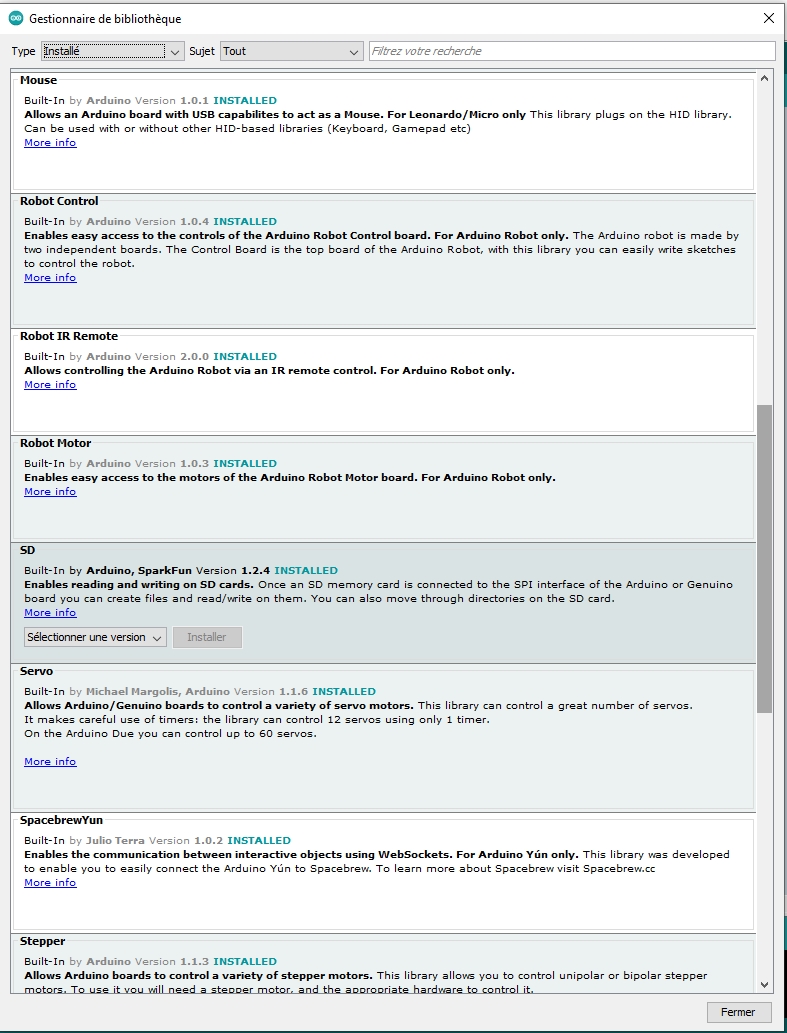 Gestionnaire de bibliothèque
Type Installé Sujet Tout Filtrez votre recherche
Mouse
Built-In by Arduino Version 1.0.1 INSTALLED
Allows an Arduino board with USB capabilites to act as a Mouse. For Leonardo/Micro only This library plugs on the HID library.
Can be used with or without other HID-based libraries (Keyboard, Gamepad etc)
More info
Robot Control
Built-In by Arduino Version 1.0.4 INSTALLED
Enables easy access to the controls of the Arduino Robot Control board. For Arduino Robot only. The Arduino robot is made by
two independent boards. The Control Board is the top board of the Arduino Robot, with this library you can easily write sketches
to control the robot.
More info
Robot IR Remote
Built-In by Arduino Version 2.0.0 INSTALLED
Allows controlling the Arduino Robot via an IR remote control. For Arduino Robot only.
More info
Robot Motor
Built-In by Arduino Version 1.0.3 INSTALLED
Enables easy access to the motors of the Arduino Robot Motor board. For Arduino Robot only.
More info
SD
Built-In by Arduino, SparkFun Version 1.2.4 INSTALLED
Enables reading and writing on SD cards. Once an SD memory card is connected to the SPI interface of the Arduino or Genuino
board you can create files and read/write on them. You can also move through directories on the SD card.
More info
Sélectionner une version Installer
Servo
Built-In by Michael Margolis, Arduino Version 1.1.6 INSTALLED
Allows Arduino/Genuino boards to control a variety of servo motors. This library can control a great number of servos.
It makes careful use of timers: the library can control 12 servos using only 1 timer.
On the Arduino Due you can control up to 60 servos.
More info
SpacebrewYun
Built-In by Julio Terra Version 1.0.2 INSTALLED
Enables the communication between interactive objects using WebSockets. For Arduino Yún only. This library was developed
to enable you to easily connect the Arduino Yún to Spacebrew. To learn more about Spacebrew visit Spacebrew.cc
More info
Stepper
Built-In by Arduino Version 1.1.3 INSTALLED
Allows Arduino boards to control a variety of stepper motors. This library allows you to control unipolar or bipolar stepper
motors. To use it you will need a stepper motor, and the appropriate hardware to control it.
Fermer